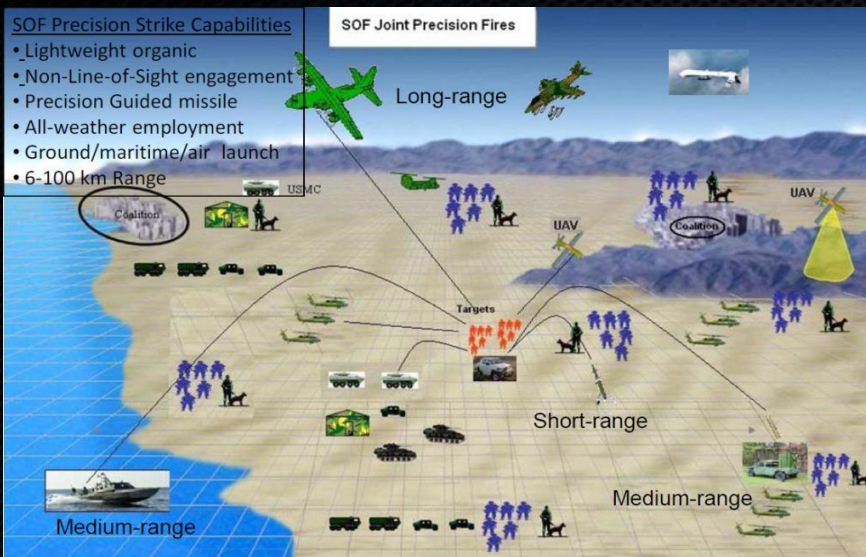 SOF Precision Strike Capabilities
• Lightweight organic
• Non-Line-of-Sight engagement
• Precision Guided missile
• All-weather employment
• Ground/maritime/air launch
• 6-100 km Range
SOF Joint Precision Fires
Long-range
USMC
Coalition
UAV
Coalition
UAV
Targets
Short-range
Medium-range
Medium-range